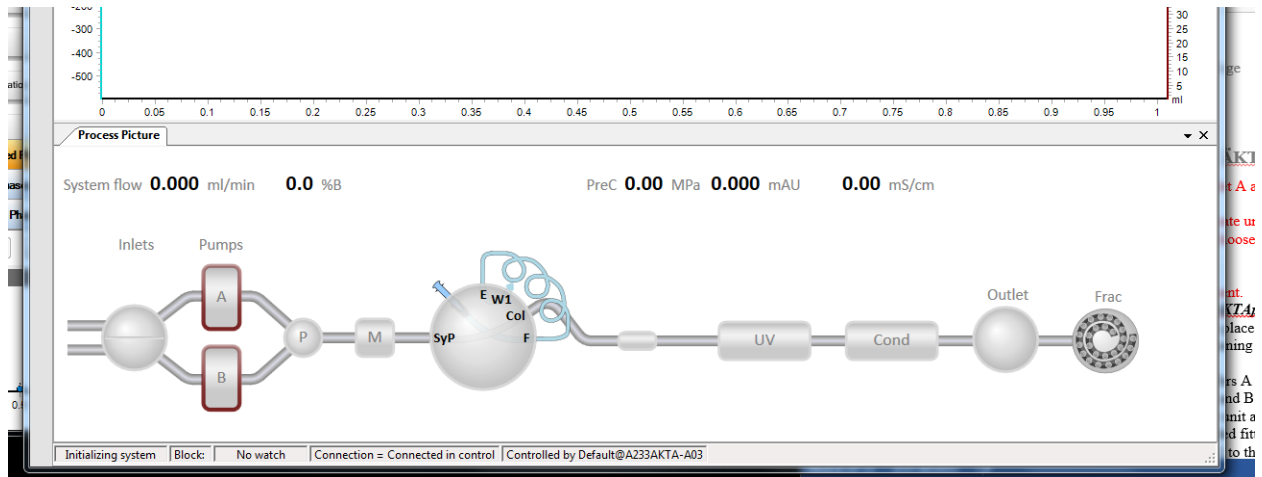 -200 30
-300 25
-400 20
15
-500 10
5
ml
0 0.05 0.1 0.15 0.2 0.25 0.3 0.35 0.4 0.45 0.5 0.55 0.6 0.65 0.7 0.75 0.8 0.85 0.9 0.95 1
Process Picture
System flow 0.000 ml/min 0.0 %B PreC 0.00 MPa 0.000 mAU 0.00 mS/cm
Inlets Pumps
E W1
A Col Outlet Frac
P M SyP F UV Cond
B
Initializing system Block: No watch Connection = Connected in control Controlled by Default@A233AKTA-A03